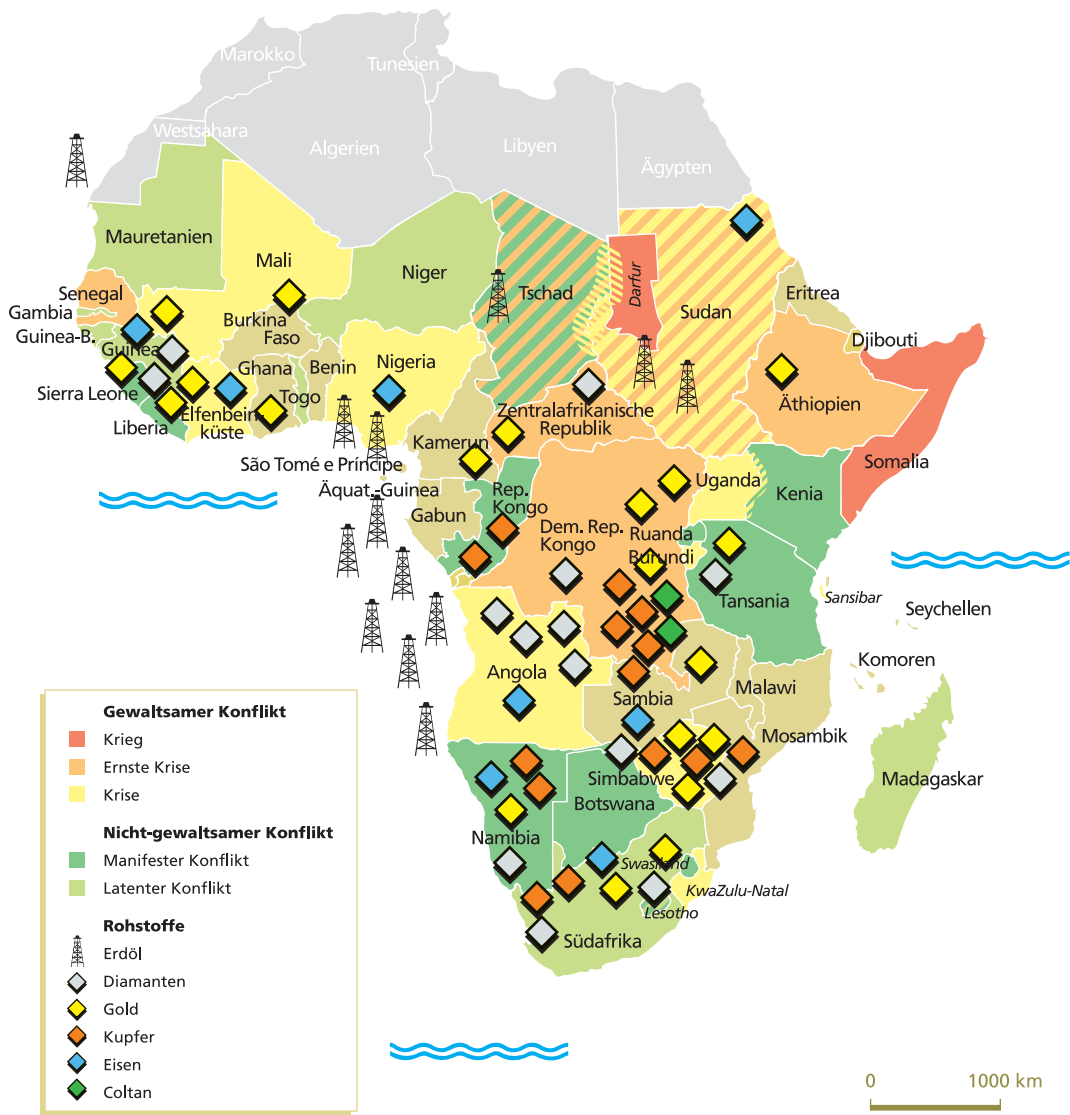 Marokko
Tunesien
Westsahara
Algerien
Libyen
Ägypten
Mauretanien
Mali
Niger
Tschad
Darfur
Sudan
Eritrea
Senegal
Gambia
Guinea-B.
Guinea
Burkina
Faso
Djibouti
Nigeria
Benin
Ghana
Togo
Sierra Leone
Liberia
Elfenbein-
küste
Äthiopien
Zentralafrikanische
Republik
Kamerun
Somalia
São Tomé e Príncipe
Äquat.-Guinea
Gabun
Rep.
Kongo
Dem. Rep.
Kongo
Uganda
Kenia
Ruanda
Burundi
Tansania
Sansibar
Seychellen
Komoren
Angola
Sambia
Malawi
Mosambik
Simbabwe
Botswana
Madagaskar
Namibia
Swasiland
KwaZulu-Natal
Lesotho
Südafrika
Gewaltsamer Konflikt
Krieg
Ernste Krise
Krise
Nicht-gewaltsamer Konflikt
Manifester Konflikt
Latenter Konflikt
Rohstoffe
Erdöl
Diamanten
Gold
Kupfer
Eisen
Coltan
0 1000 km